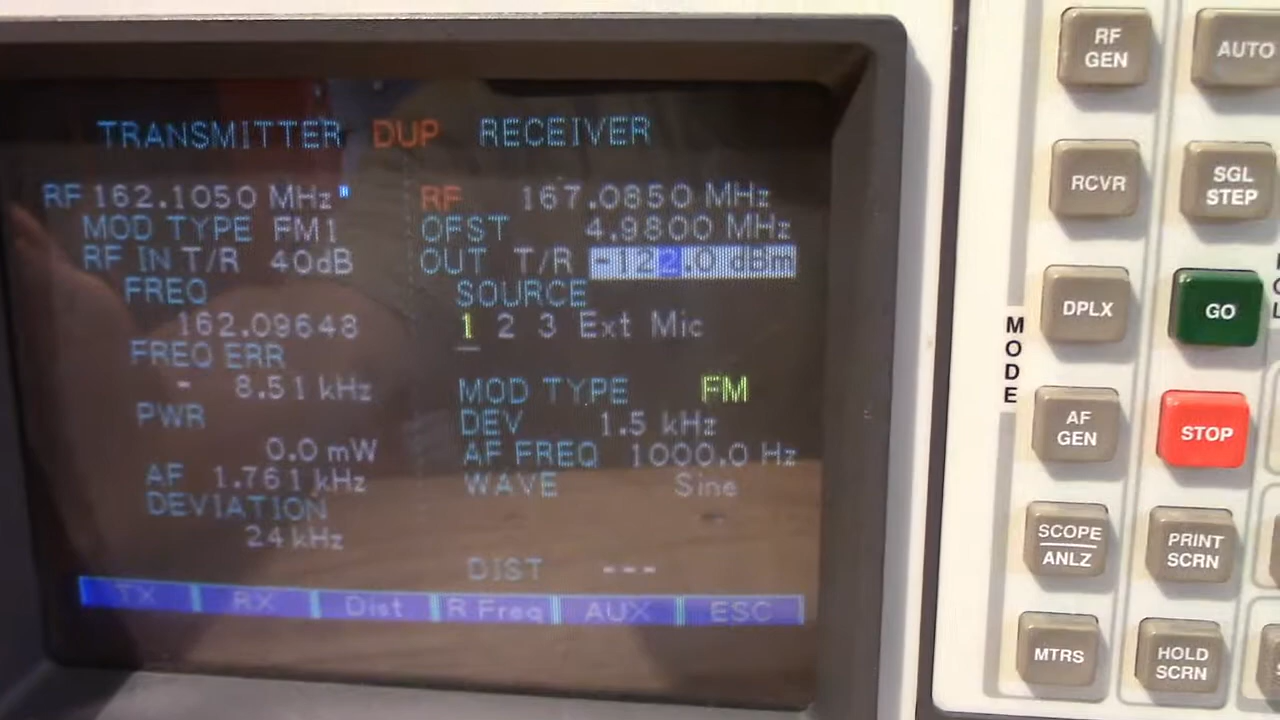 TRANSMITTER DUP RECEIVER
RF 162.1050 MHz
RF 167.0850 MHz
MOD TYPE FM1
OFST 4.9800 MHz
RF IN T/R 40dB
OUT T/R -122.0 dBm
FREQ
SOURCE
162.09648
1 2 3 Ext Mic
FREQ ERR
- 8.51 kHz
MOD TYPE FM
PWR
DEV 1.5 kHz
0.0 mW
AF FREQ 1000.0 Hz
AF 1.761 kHz
WAVE Sine
DEVIATION
24 kHz
DIST ---
TX RX Dist R Freq AUX ESC
MODE
RF GEN
AUTO
RCVR
SGL STEP
DPLX
GO
AF GEN
STOP
SCOPE
ANLZ
PRINT SCRN
MTRS
HOLD SCRN